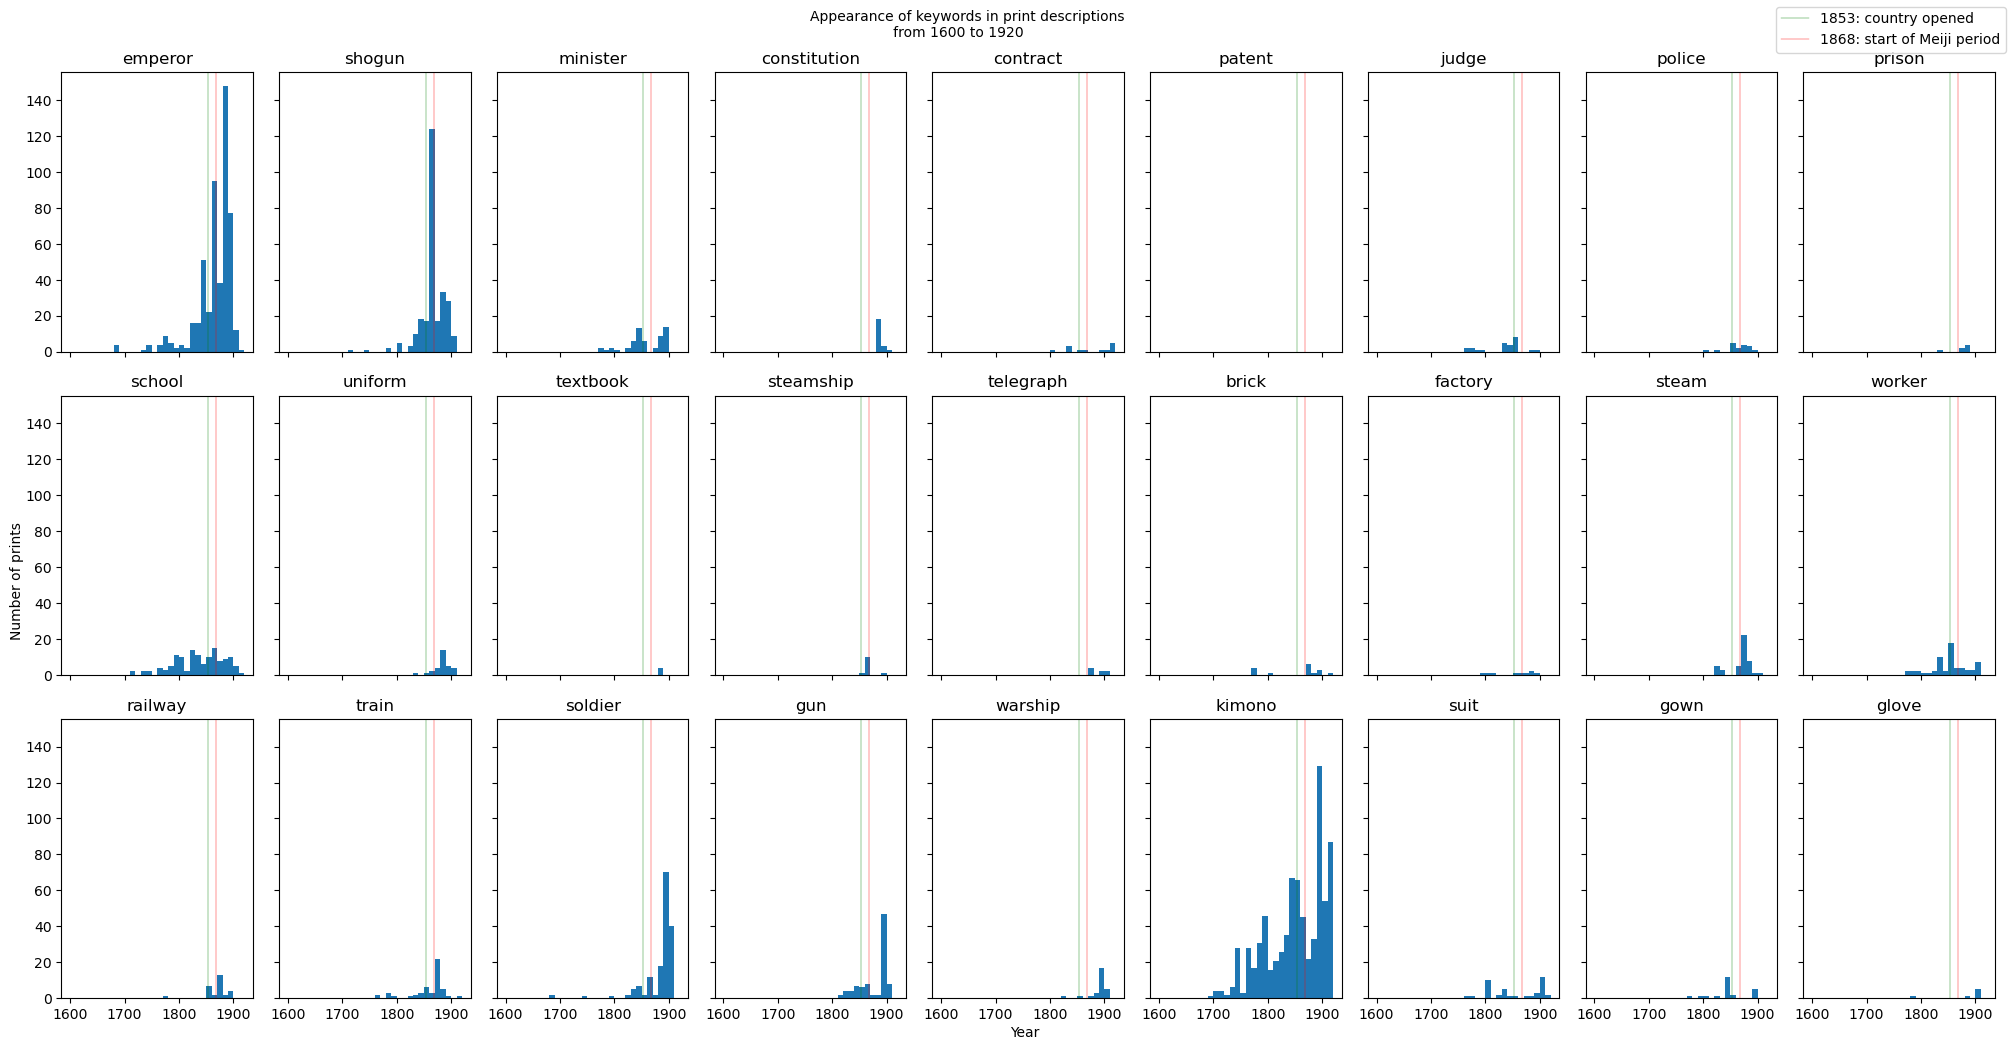 Appearance of keywords in print descriptions
from 1600 to 1920
1853: country opened
1868: start of Meiji period
emperor
shogun
minister
constitution
contract
patent
judge
police
prison
140
120
100
80
60
40
20
0
school
uniform
textbook
steamship
telegraph
brick
factory
steam
worker
140
120
100
80
60
40
20
0
Number of prints
railway
train
soldier
gun
warship
kimono
suit
gown
glove
140
120
100
80
60
40
20
0
1600 1700 1800 1900
1600 1700 1800 1900
1600 1700 1800 1900
1600 1700 1800 1900
1600 1700 1800 1900
1600 1700 1800 1900
1600 1700 1800 1900
1600 1700 1800 1900
1600 1700 1800 1900
Year